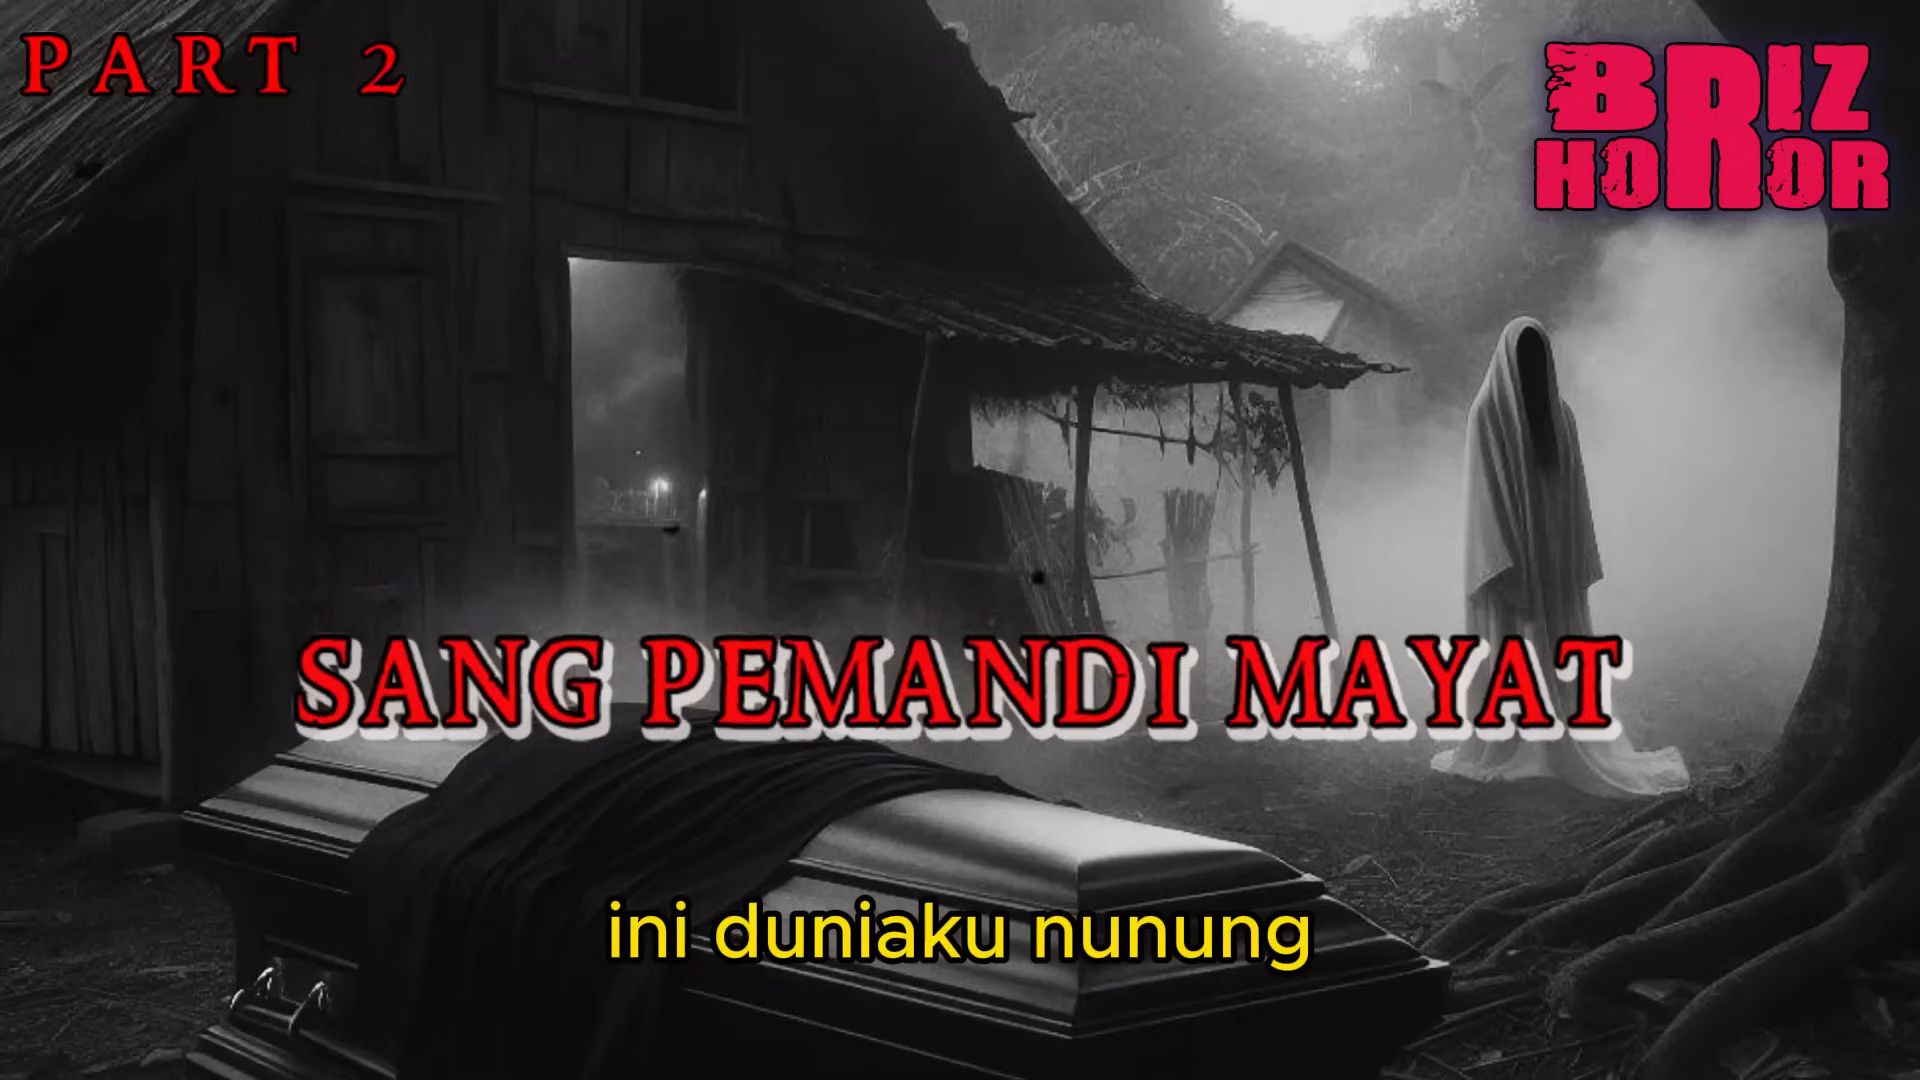 PART 2
BRIZ
HORROR
SANG PEMANDI MAYAT
ini duniaku nunung